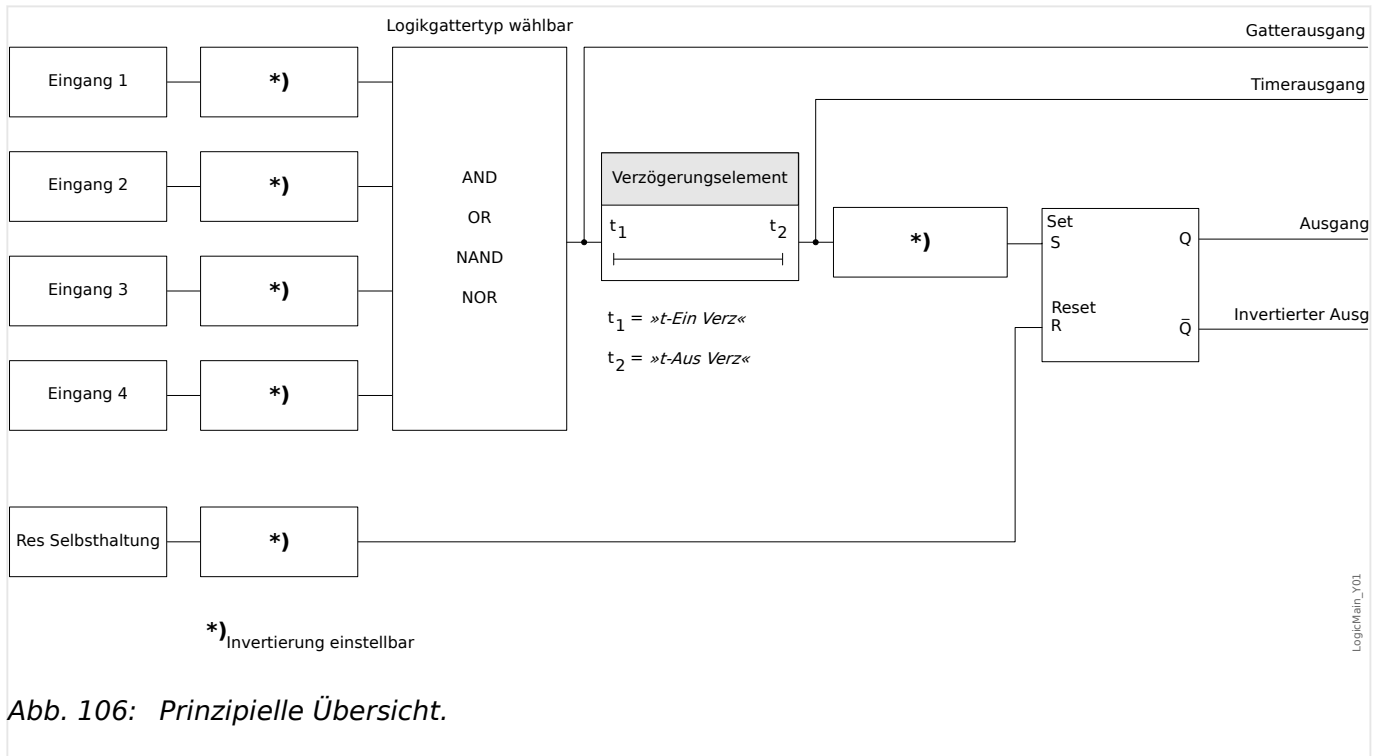 Logikgattertyp wählbar
Gatterausgang
Eingang 1
*)
Timerausgang
Eingang 2
*)
AND
OR
NAND
NOR
Verzögerungselement
t1
t2
*)
Set
S
Q
Ausgang
Eingang 3
*)
Reset
R
Q̅
Invertierter Ausg
t1 = »t-Ein Verz«
t2 = »t-Aus Verz«
Eingang 4
*)
Res Selbsthaltung
*)
*)Invertierung einstellbar
LogicMain_Y01
Abb. 106: Prinzipielle Übersicht.